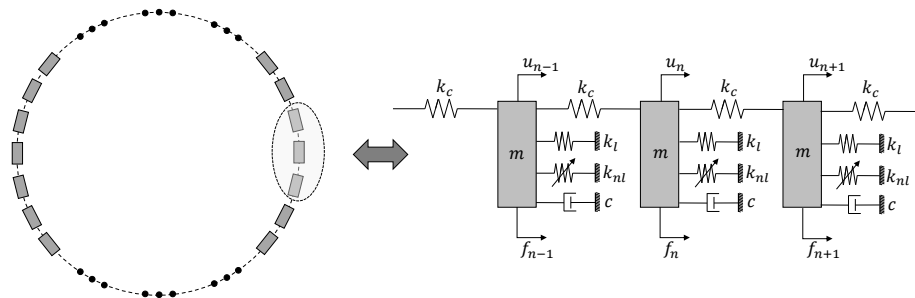 u_{n-1} u_n u_{n+1}
k_c k_c k_c k_c
m k_l m k_l m k_l
k_{nl} k_{nl} k_{nl}
c c c
f_{n-1} f_n f_{n+1}